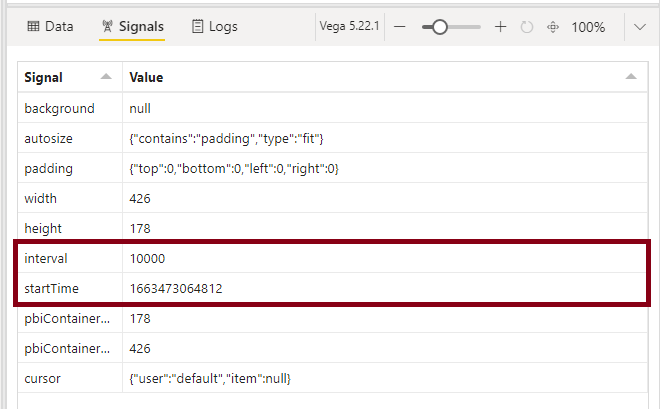 Data Signals Logs Vega 5.22.1 100%
Signal Value
background null
autosize {"contains":"padding","type":"fit"}
padding {"top":0,"bottom":0,"left":0,"right":0}
width 426
height 178
interval 10000
startTime 1663473064812
pbiContainer... 178
pbiContainer... 426
cursor {"user":"default","item":null}